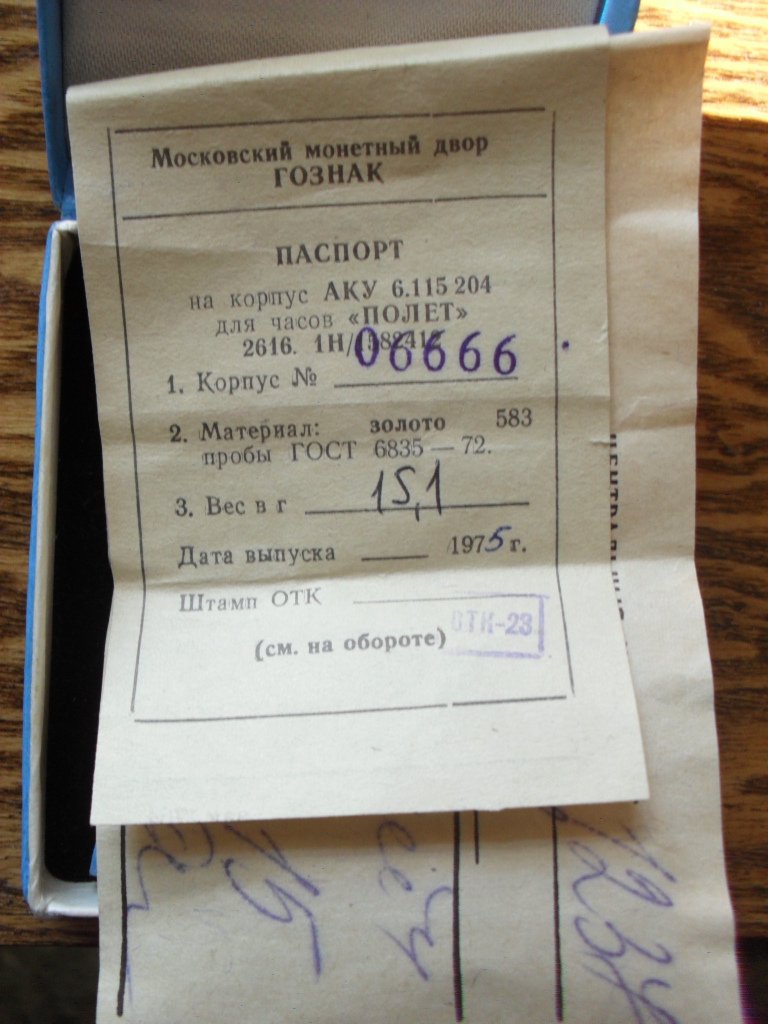 Московский монетный двор
ГОЗНАК
ПАСПОРТ
на корпус АКУ 6.115 204
для часов «ПОЛЕТ»
2616. 1Н/
06666
1. Корпус №
2. Материал: золото 583
пробы ГОСТ 6835 — 72.
3. Вес в г 15,1
Дата выпуска 1975 г.
Штамп ОТК
ОТК-23
(см. на обороте)
15